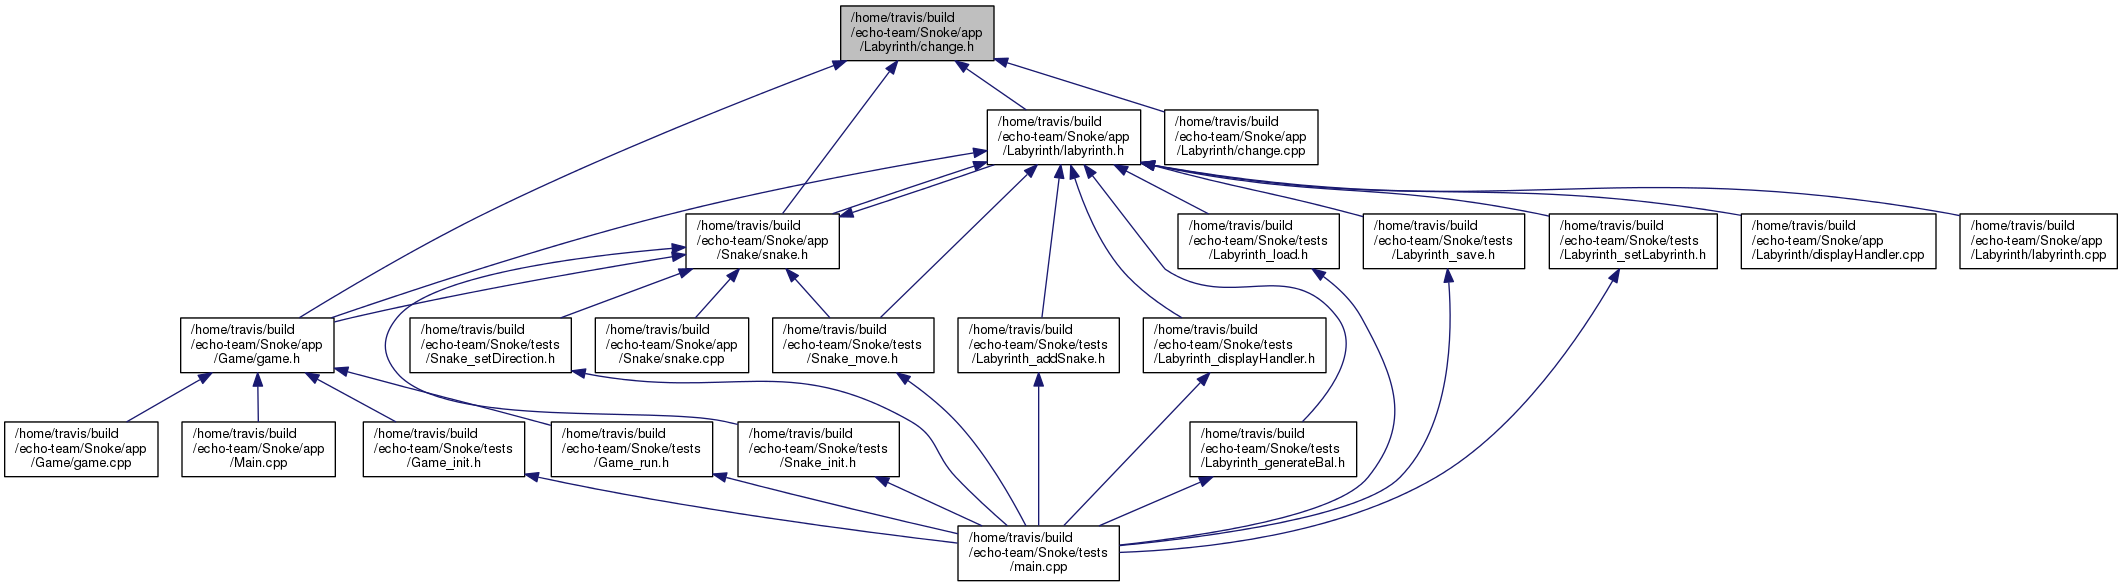 /home/travis/build
/echo-team/Snoke/app
/Labyrinth/change.h
/home/travis/build
/echo-team/Snoke/app
/Labyrinth/labyrinth.h
/home/travis/build
/echo-team/Snoke/app
/Labyrinth/change.cpp
/home/travis/build
/echo-team/Snoke/app
/Snake/snake.h
/home/travis/build
/echo-team/Snoke/tests
/Labyrinth_load.h
/home/travis/build
/echo-team/Snoke/tests
/Labyrinth_save.h
/home/travis/build
/echo-team/Snoke/tests
/Labyrinth_setLabyrinth.h
/home/travis/build
/echo-team/Snoke/app
/Labyrinth/displayHandler.cpp
/home/travis/build
/echo-team/Snoke/app
/Labyrinth/labyrinth.cpp
/home/travis/build
/echo-team/Snoke/app
/Game/game.h
/home/travis/build
/echo-team/Snoke/tests
/Snake_setDirection.h
/home/travis/build
/echo-team/Snoke/app
/Snake/snake.cpp
/home/travis/build
/echo-team/Snoke/tests
/Snake_move.h
/home/travis/build
/echo-team/Snoke/tests
/Labyrinth_addSnake.h
/home/travis/build
/echo-team/Snoke/tests
/Labyrinth_displayHandler.h
/home/travis/build
/echo-team/Snoke/app
/Game/game.cpp
/home/travis/build
/echo-team/Snoke/app
/Main.cpp
/home/travis/build
/echo-team/Snoke/tests
/Game_init.h
/home/travis/build
/echo-team/Snoke/tests
/Game_run.h
/home/travis/build
/echo-team/Snoke/tests
/Snake_init.h
/home/travis/build
/echo-team/Snoke/tests
/Labyrinth_generateBal.h
/home/travis/build
/echo-team/Snoke/tests
/main.cpp